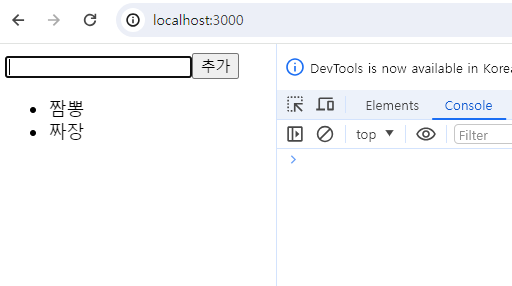 localhost:3000
추가
짬뽕
짜장
DevTools is now available in Korea
Elements
Console
top
Filter